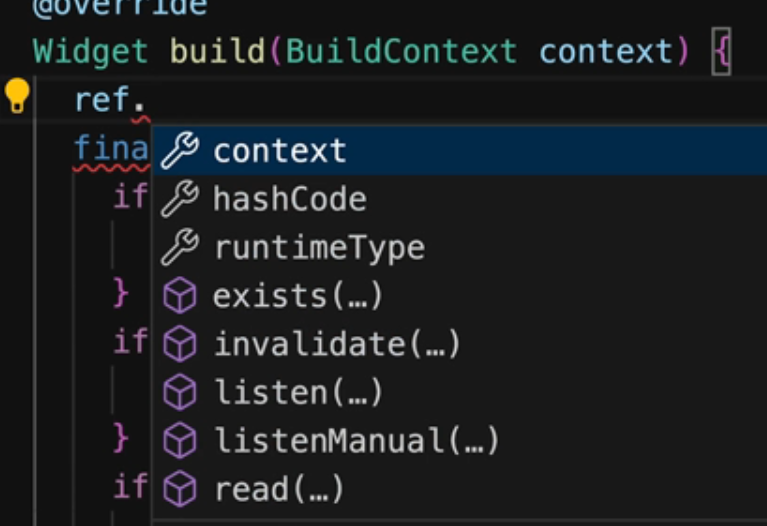 @override
Widget build(BuildContext context) {
ref.
fina
context
if
hashCode
runtimeType
}
exists(…)
if
invalidate(…)
listen(…)
}
listenManual(…)
if
read(…)